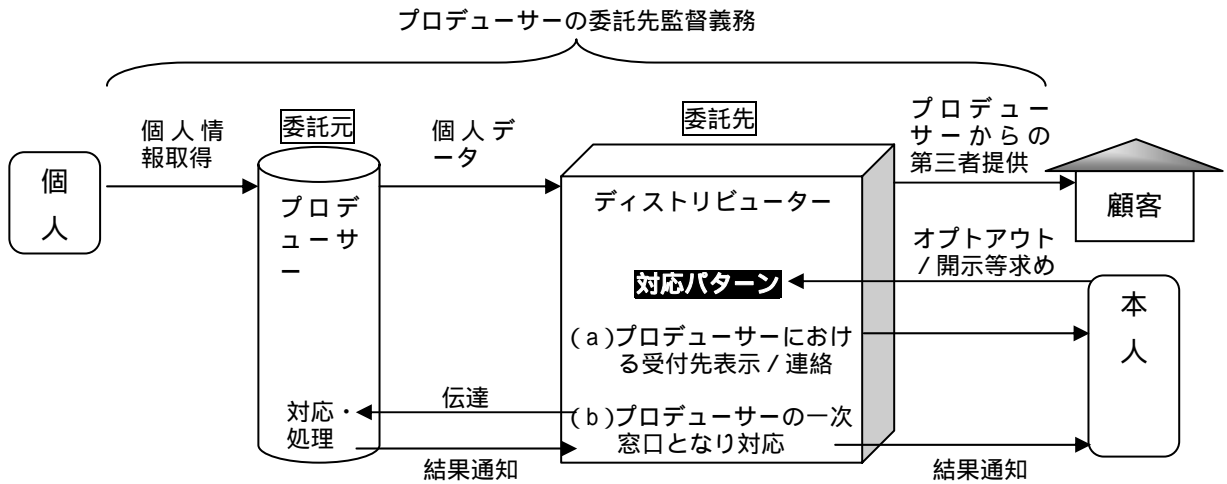 プロデューサーの委託先監督義務
個人情
報取得
委託元
個人デ
ータ
委託先
プロデュー
サーからの
第三者提供
個
人
プロデ
ューサ
ー
ディストリビューター
顧客
オプトアウト
/開示等求め
対応パターン
本
人
(a)プロデューサーにおけ
る受付先表示/連絡
伝達
対応・
処理
(b)プロデューサーの一次
窓口となり対応
結果通知
結果通知